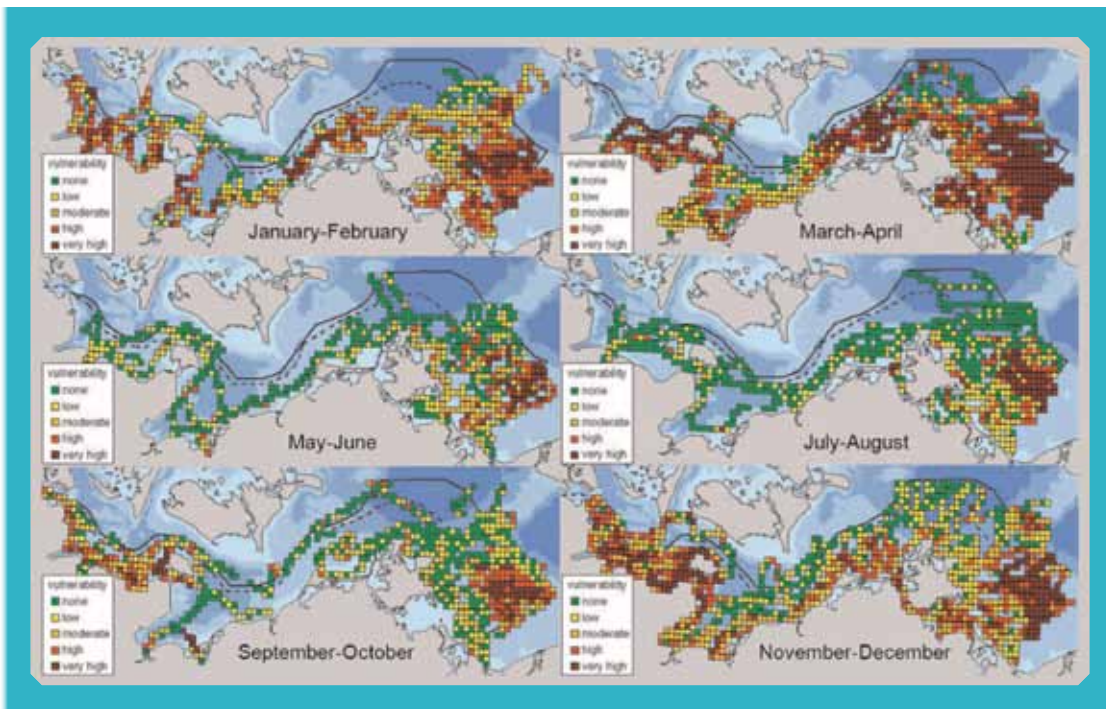 vulnerability
none
low
moderate
high
very high
January-February
vulnerability
none
low
moderate
high
very high
March-April
vulnerability
none
low
moderate
high
very high
May-June
vulnerability
none
low
moderate
high
very high
July-August
vulnerability
none
low
moderate
high
very high
September-October
vulnerability
none
low
moderate
high
very high
November-December